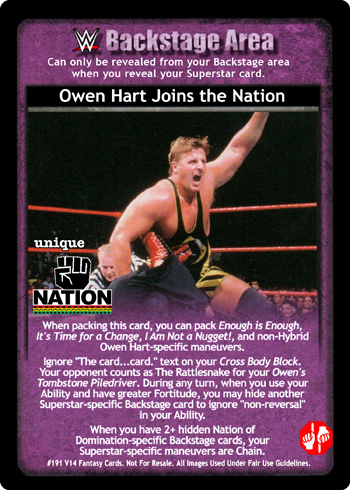 W Backstage Area
Can only be revealed from your Backstage area
when you reveal your Superstar card.
Owen Hart Joins the Nation
unique
NATION
When packing this card, you can pack Enough is Enough,
It's Time for a Change, I Am Not a Nugget!, and non-Hybrid
Owen Hart-specific maneuvers.
Ignore "The card...card." text on your Cross Body Block.
Your opponent counts as The Rattlesnake for your Owen's
Tombstone Piledriver. During any turn, when you use your
Ability and have greater Fortitude, you may hide another
Superstar-specific Backstage card to ignore "non-reversal"
in your Ability.
When you have 2+ hidden Nation of
Domination-specific Backstage cards, your
Superstar-specific maneuvers are Chain.
#191 V14 Fantasy Cards. Not For Resale. All Images Used Under Fair Use Guidelines.